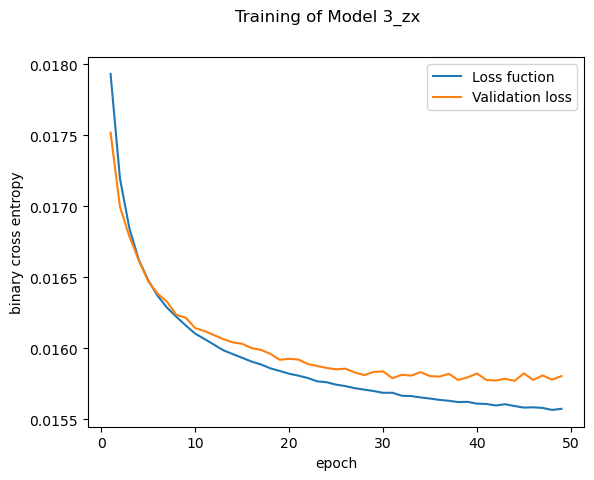 Training of Model 3_zx
Loss fuction
Validation loss
binary cross entropy
0.0180
0.0175
0.0170
0.0165
0.0160
0.0155
0 10 20 30 40 50
epoch